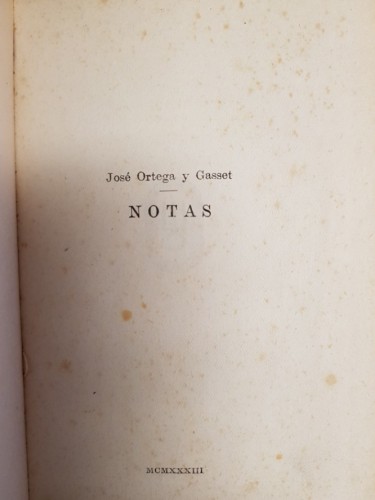 José Ortega y Gasset
NOTAS
MCMXXXIII